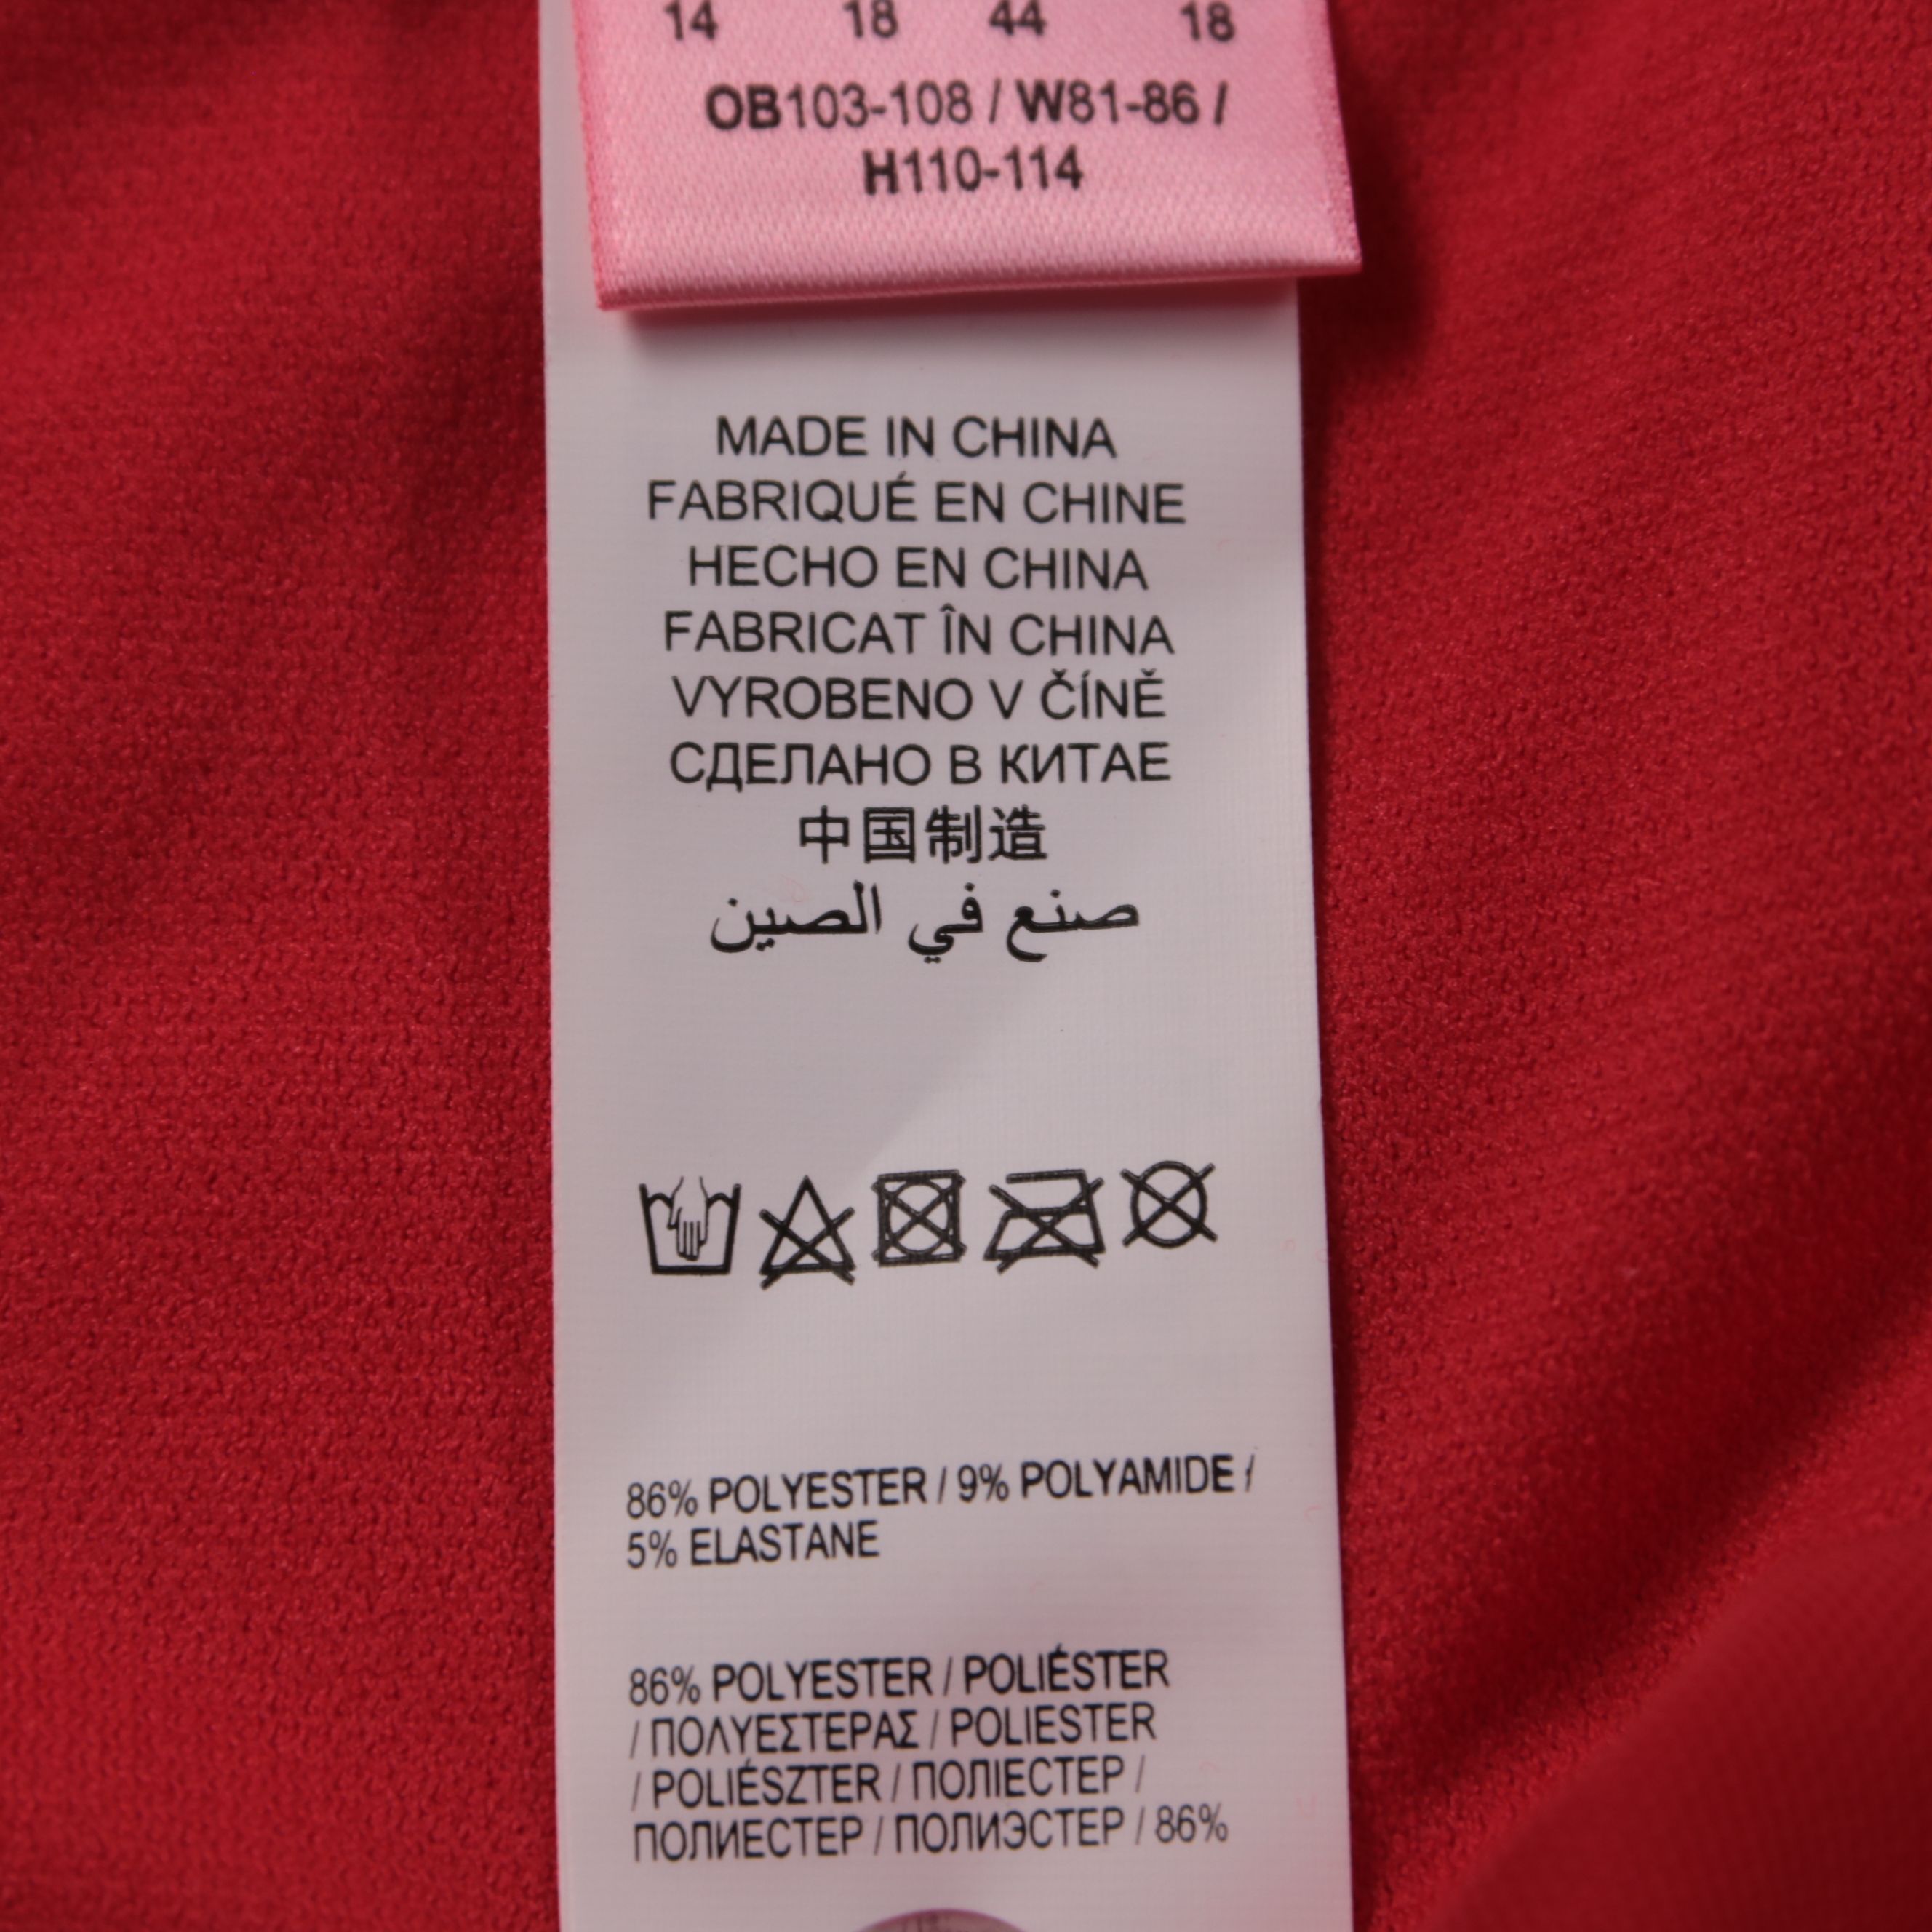 14 18 44 18
OB103-108 / W81-86 /
H110-114
MADE IN CHINA
FABRIQUÉ EN CHINE
HECHO EN CHINA
FABRICAT ÎN CHINA
VYROBENO V ČÍNĚ
СДЕЛАНО В КИТАЕ
中国制造
صنع في الصين
86% POLYESTER / 9% POLYAMIDE /
5% ELASTANE
86% POLYESTER / POLIÉSTER
/ ΠΟΛΥΕΣΤΕΡΑΣ / POLIESTER
/ POLIÉSZTER / ПОЛІЕСТЕР /
ПОЛИЕСТЕР / ПОЛИЭСТЕР / 86%